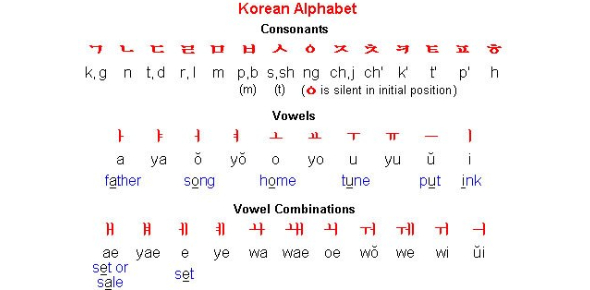 Korean Alphabet
Consonants
ㄱ ㄴ ㄷ ㄹ ㅁ ㅂ ㅅ ㅇ ㅈ ㅊ ㅋ ㅌ ㅍ ㅎ
k,g n t,d r,l m p,b s,sh ng ch,j ch' k' t' p' h
(m) (t) (ㅇ is silent in initial position)
Vowels
ㅏ ㅑ ㅓ ㅕ ㅗ ㅛ ㅜ ㅠ ㅡ ㅣ
a ya ŏ yŏ o yo u yu ŭ i
father song home tune put ink
Vowel Combinations
ㅐ ㅒ ㅔ ㅖ ㅘ ㅙ ㅚ ㅝ ㅞ ㅟ ㅢ
ae yae e ye wa wae oe wŏ we wi ŭi
set or set
sale